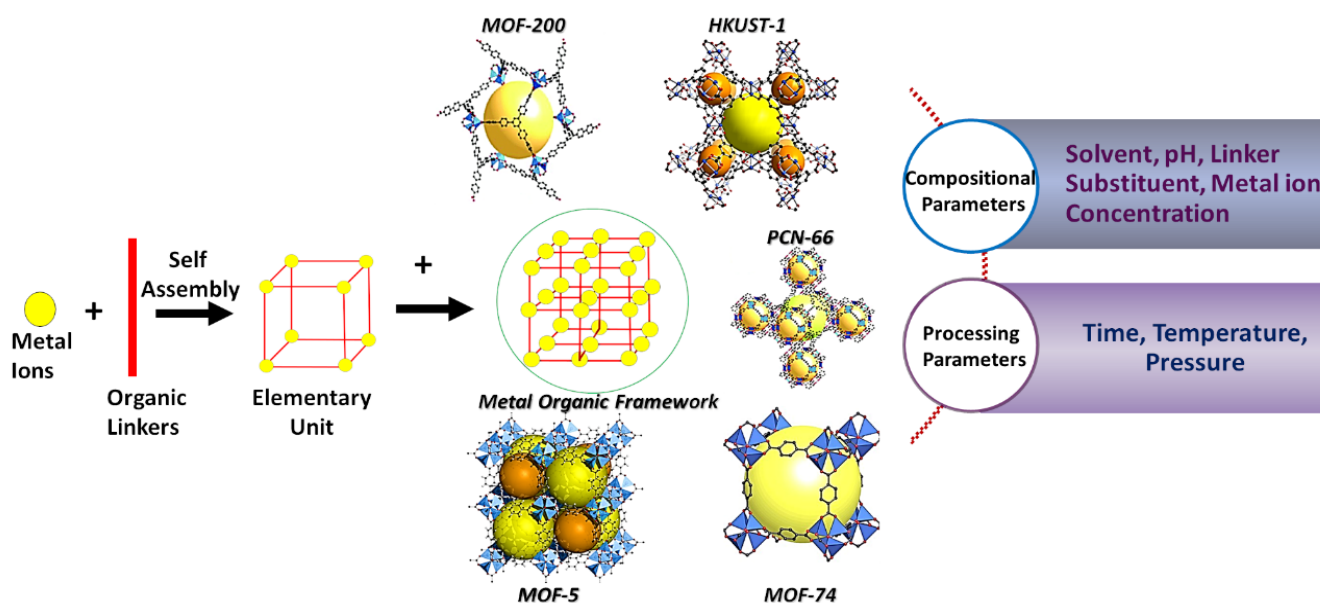 MOF-200
HKUST-1
PCN-66
Metal
Ions
+
Organic
Linkers
Self
Assembly
Elementary
Unit
+
Metal Organic Framework
MOF-5
MOF-74
Compositional
Parameters
Solvent, pH, Linker
Substituent, Metal ion
Concentration
Processing
Parameters
Time, Temperature,
Pressure